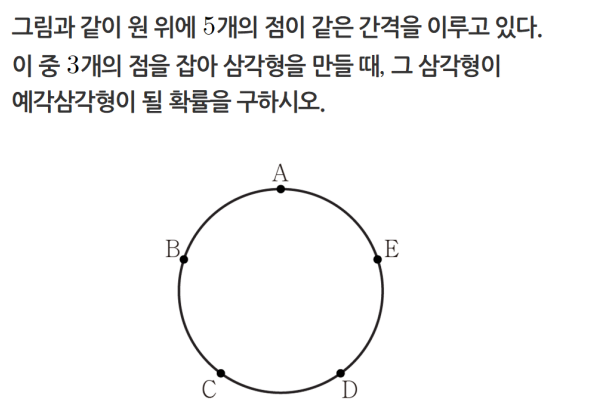 그림과 같이 원 위에 5개의 점이 같은 간격을 이루고 있다.
이 중 3개의 점을 잡아 삼각형을 만들 때, 그 삼각형이
예각삼각형이 될 확률을 구하시오.
A
B
E
C
D